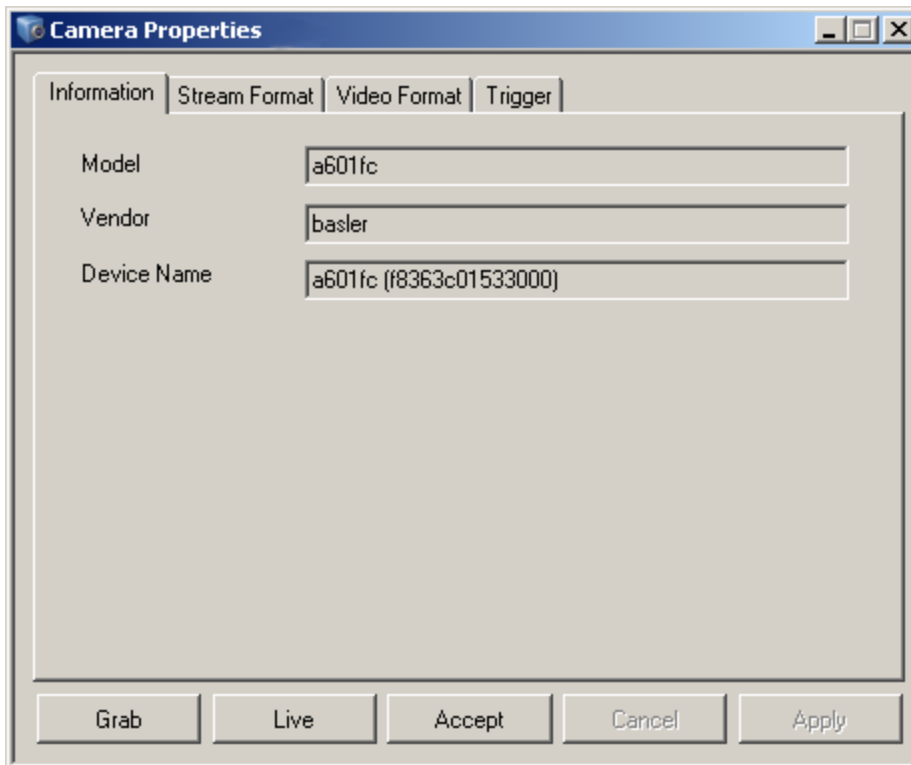 Camera Properties
Information Stream Format Video Format Trigger
Model a601fc
Vendor basler
Device Name a601fc (f8363c01533000)
Grab Live Accept Cancel Apply